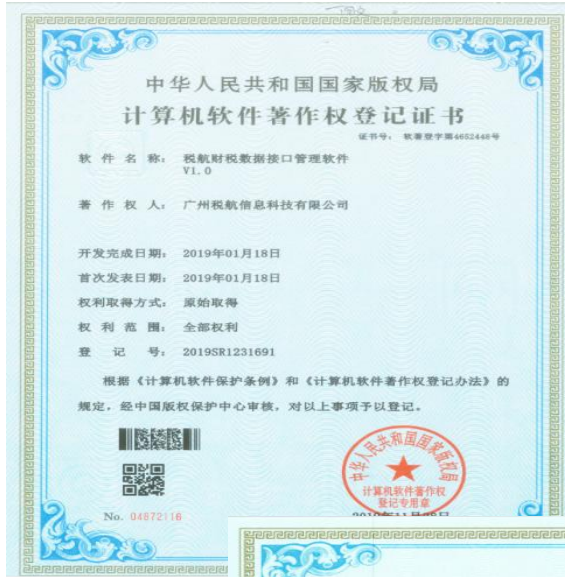 中华人民共和国国家版权局
计算机软件著作权登记证书
证书号： 软著登字第4652448号
软 件 名 称： 税航财税数据接口管理软件
V1.0
著 作 权 人： 广州税航信息科技有限公司
开发完成日期： 2019年01月18日
首次发表日期： 2019年01月18日
权利取得方式： 原始取得
权 利 范 围： 全部权利
登 记 号： 2019SR1231691
根据《计算机软件保护条例》和《计算机软件著作权登记办法》的
规定，经中国版权保护中心审核，对以上事项予以登记。
中华人民共和国国家版权局
计算机软件著作权
登记专用章
No. 04672116